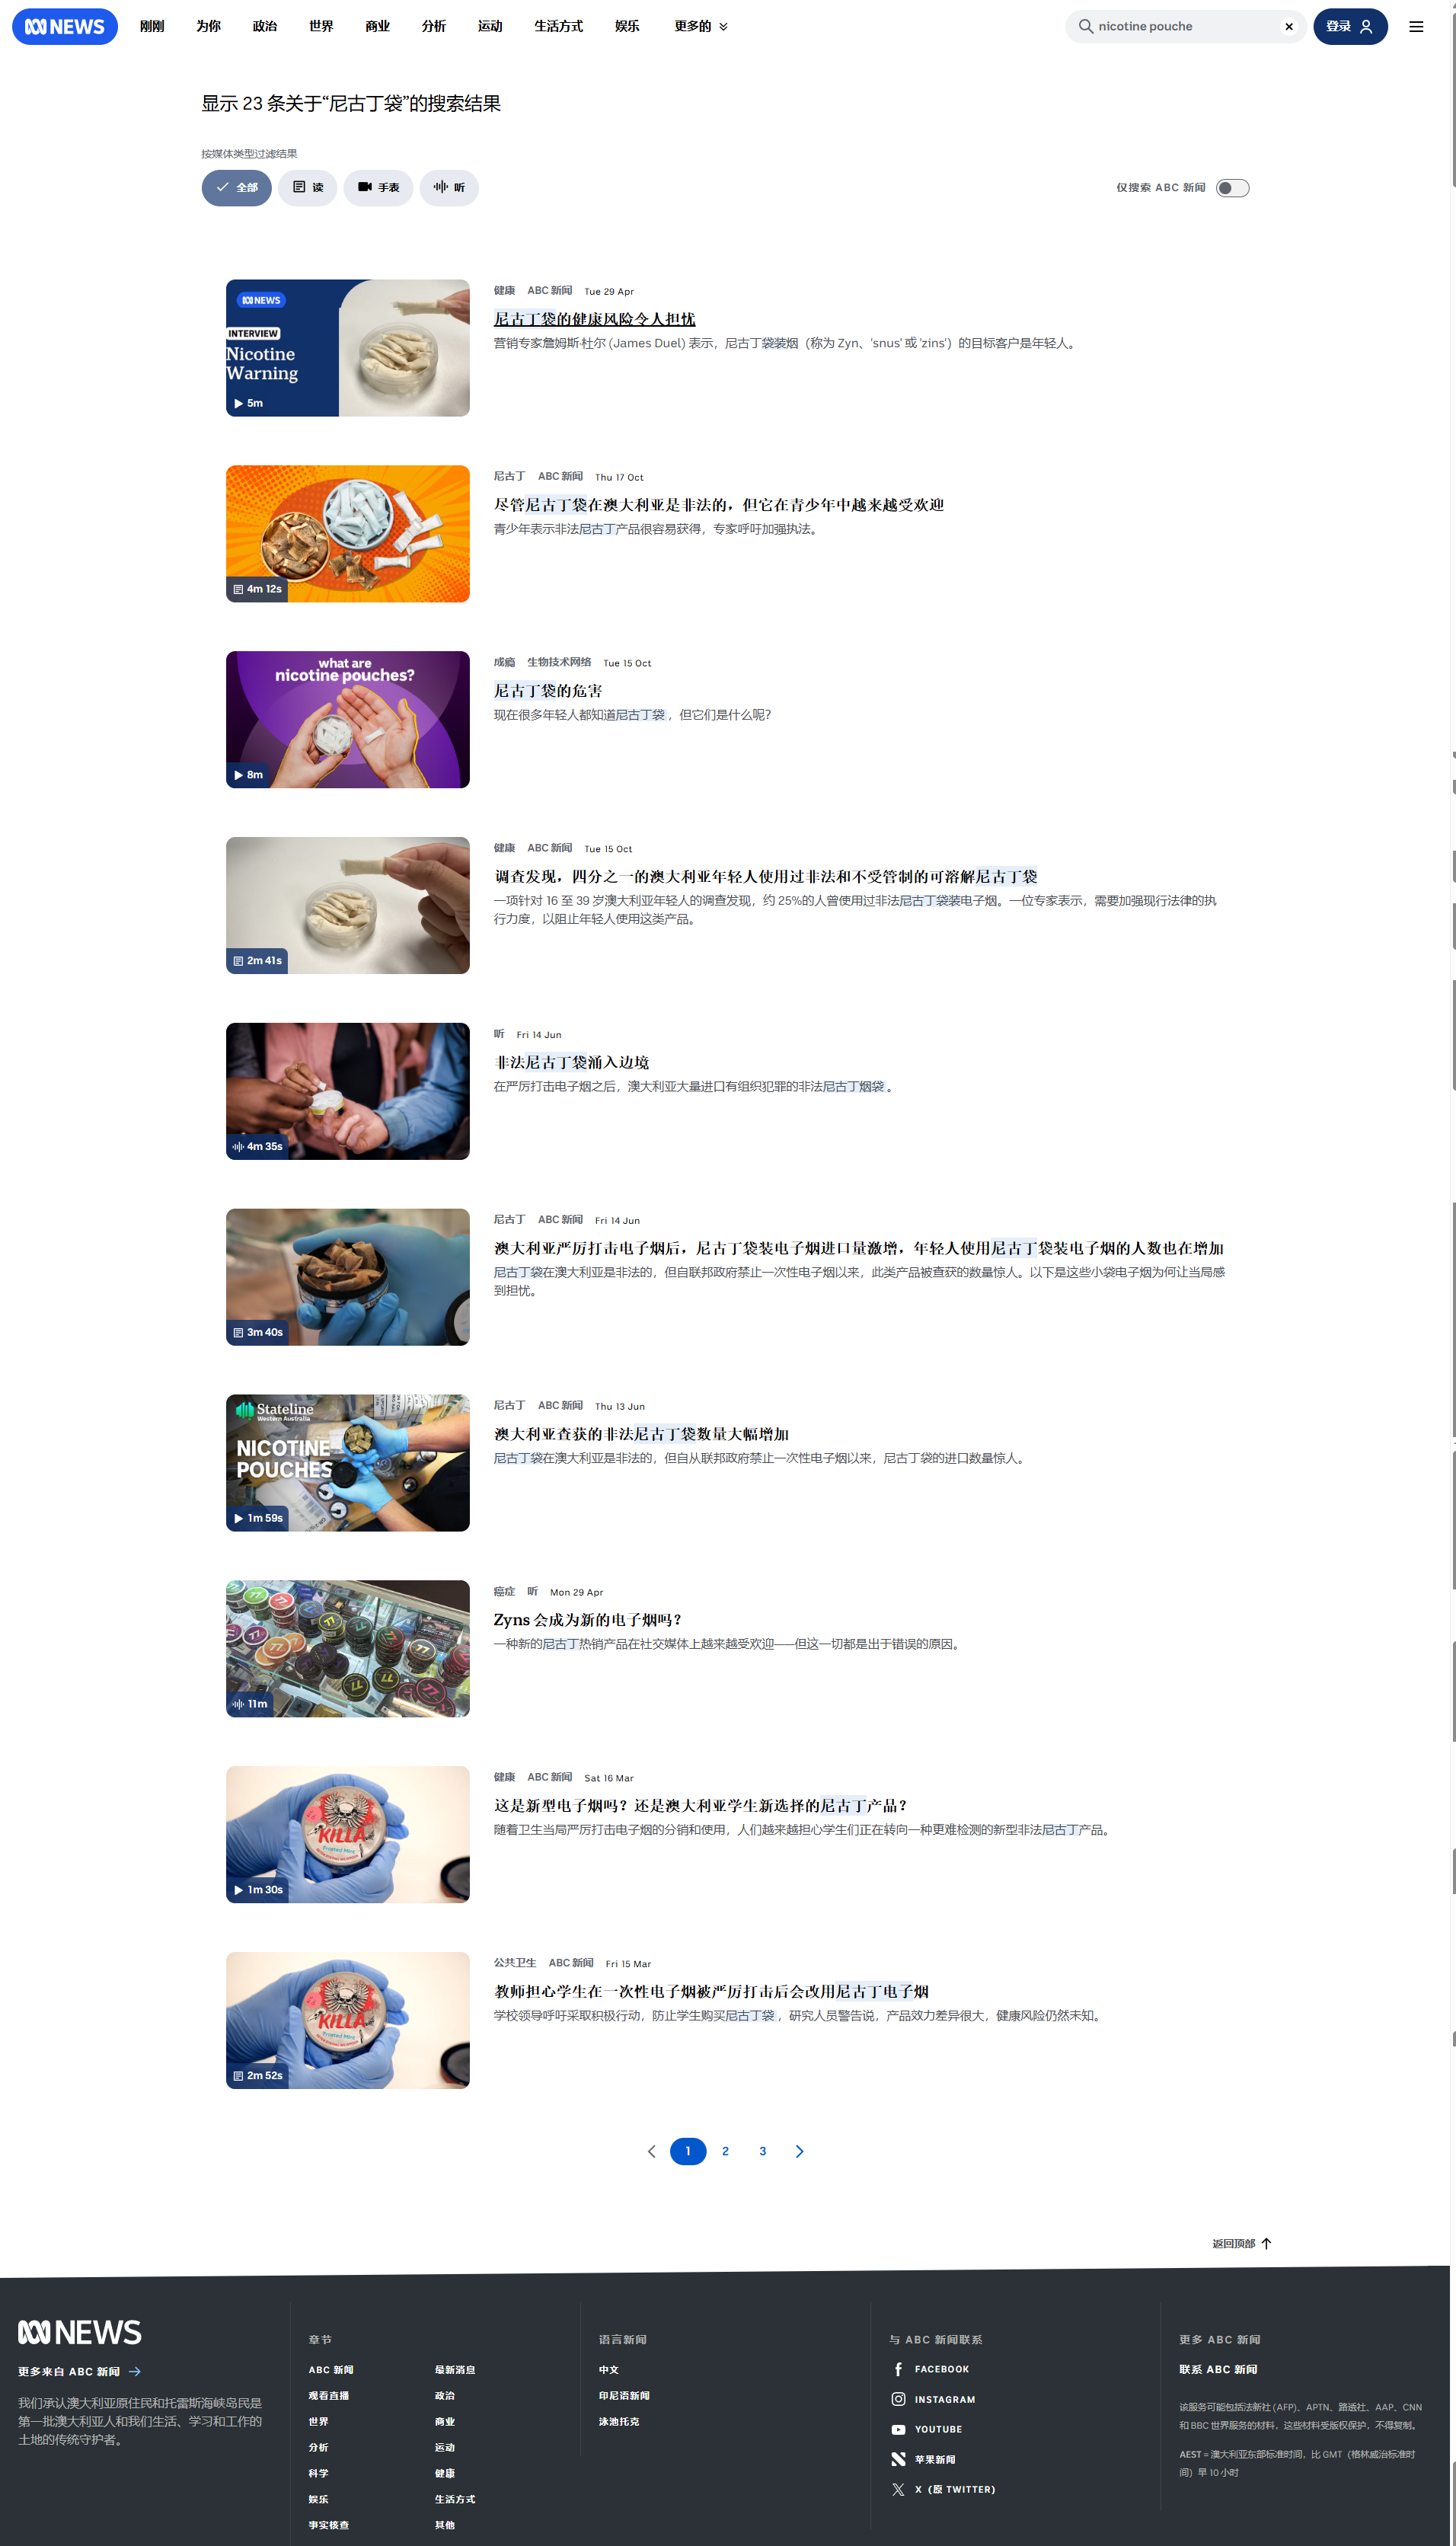 NEWS 刚刚 为你 政治 世界 商业 分析 运动 生活方式 娱乐 更多的 nicotine pouche 登录
显示 23 条关于“尼古丁袋”的搜索结果
按媒体类型过滤结果
全部 读 手表 听 仅搜索 ABC 新闻
NEWS
INTERVIEW
Nicotine
Warning
5m
健康 ABC 新闻 Tue 29 Apr
尼古丁袋的健康风险令人担忧
营销专家詹姆斯·杜尔 (James Duel) 表示，尼古丁袋装烟（称为 Zyn、'snus' 或 'zins'）的目标客户是年轻人。
4m 12s
尼古丁 ABC 新闻 Thu 17 Oct
尽管尼古丁袋在澳大利亚是非法的，但它在青少年中越来越受欢迎
青少年表示非法尼古丁产品很容易获得，专家呼吁加强执法。
what are
nicotine pouches?
8m
成瘾 生物技术网络 Tue 15 Oct
尼古丁袋的危害
现在很多年轻人都知道尼古丁袋 ，但它们是什么呢？
2m 41s
健康 ABC 新闻 Tue 15 Oct
调查发现，四分之一的澳大利亚年轻人使用过非法和不受管制的可溶解尼古丁袋
一项针对 16 至 39 岁澳大利亚年轻人的调查发现，约 25%的人曾使用过非法尼古丁袋装电子烟。一位专家表示，需要加强现行法律的执
行力度，以阻止年轻人使用这类产品。
4m 35s
听 Fri 14 Jun
非法尼古丁袋涌入边境
在严厉打击电子烟之后，澳大利亚大量进口有组织犯罪的非法尼古丁烟袋 。
3m 40s
尼古丁 ABC 新闻 Fri 14 Jun
澳大利亚严厉打击电子烟后，尼古丁袋装电子烟进口量激增，年轻人使用尼古丁袋装电子烟的人数也在增加
尼古丁袋在澳大利亚是非法的，但自联邦政府禁止一次性电子烟以来，此类产品被查获的数量惊人。以下是这些小袋电子烟为何让当局感
到担忧。
Stateline
Western Australia
NICOTINE
POUCHES
1m 59s
尼古丁 ABC 新闻 Thu 13 Jun
澳大利亚查获的非法尼古丁袋数量大幅增加
尼古丁袋在澳大利亚是非法的，但自从联邦政府禁止一次性电子烟以来，尼古丁袋的进口数量惊人。
77
11m
癌症 听 Mon 29 Apr
Zyns 会成为新的电子烟吗？
一种新的尼古丁热销产品在社交媒体上越来越受欢迎——但这一切都是出于错误的原因。
KILLA
Frosted Mint
1m 30s
健康 ABC 新闻 Sat 16 Mar
这是新型电子烟吗？还是澳大利亚学生新选择的尼古丁产品？
随着卫生当局严厉打击电子烟的分销和使用，人们越来越担心学生们正在转向一种更难检测的新型非法尼古丁产品。
KILLA
Frosted Mint
2m 52s
公共卫生 ABC 新闻 Fri 15 Mar
教师担心学生在一次性电子烟被严厉打击后会改用尼古丁电子烟
学校领导呼吁采取积极行动，防止学生购买尼古丁袋 ，研究人员警告说，产品效力差异很大，健康风险仍然未知。
1 2 3
返回顶部
NEWS
更多来自 ABC 新闻
我们承认澳大利亚原住民和托雷斯海峡岛民是
第一批澳大利亚人和我们生活、学习和工作的
土地的传统守护者。
章节
ABC 新闻 最新消息
观看直播 政治
世界 商业
分析 运动
科学 健康
娱乐 生活方式
事实核查 其他
语言新闻
中文
印尼语新闻
泳池托克
与 ABC 新闻联系
FACEBOOK
INSTAGRAM
YOUTUBE
苹果新闻
X（原 TWITTER）
更多 ABC 新闻
联系 ABC 新闻
该服务可能包括法新社 (AFP)、APTN、路透社、AAP、CNN
和 BBC 世界服务的材料，这些材料受版权保护，不得复制。
AEST = 澳大利亚东部标准时间，比 GMT（格林威治标准时
间）早 10 小时